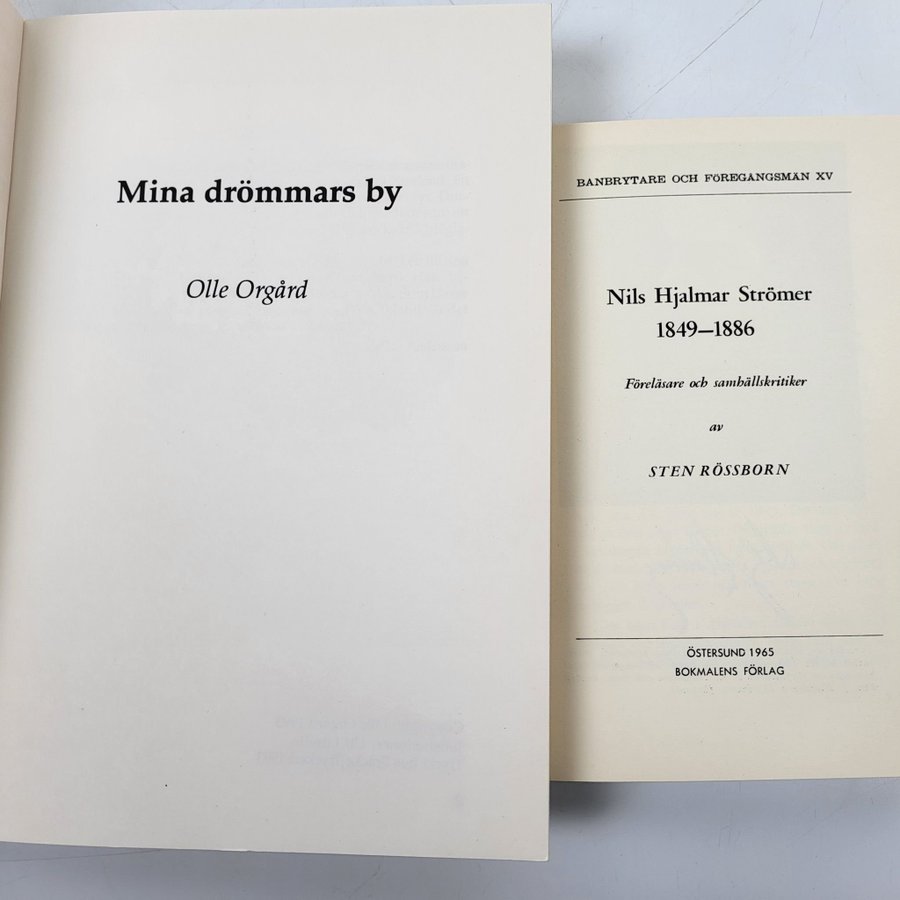 Mina drömmars by
Olle Orgård
BANBRYTARE OCH FÖREGANGSMÄN XV
Nils Hjalmar Strömer
1849—1886
Föreläsare och samhällskritiker
av
STEN RÖSSBORN
ÖSTERSUND 1965
BOKMALENS FÖRLAG